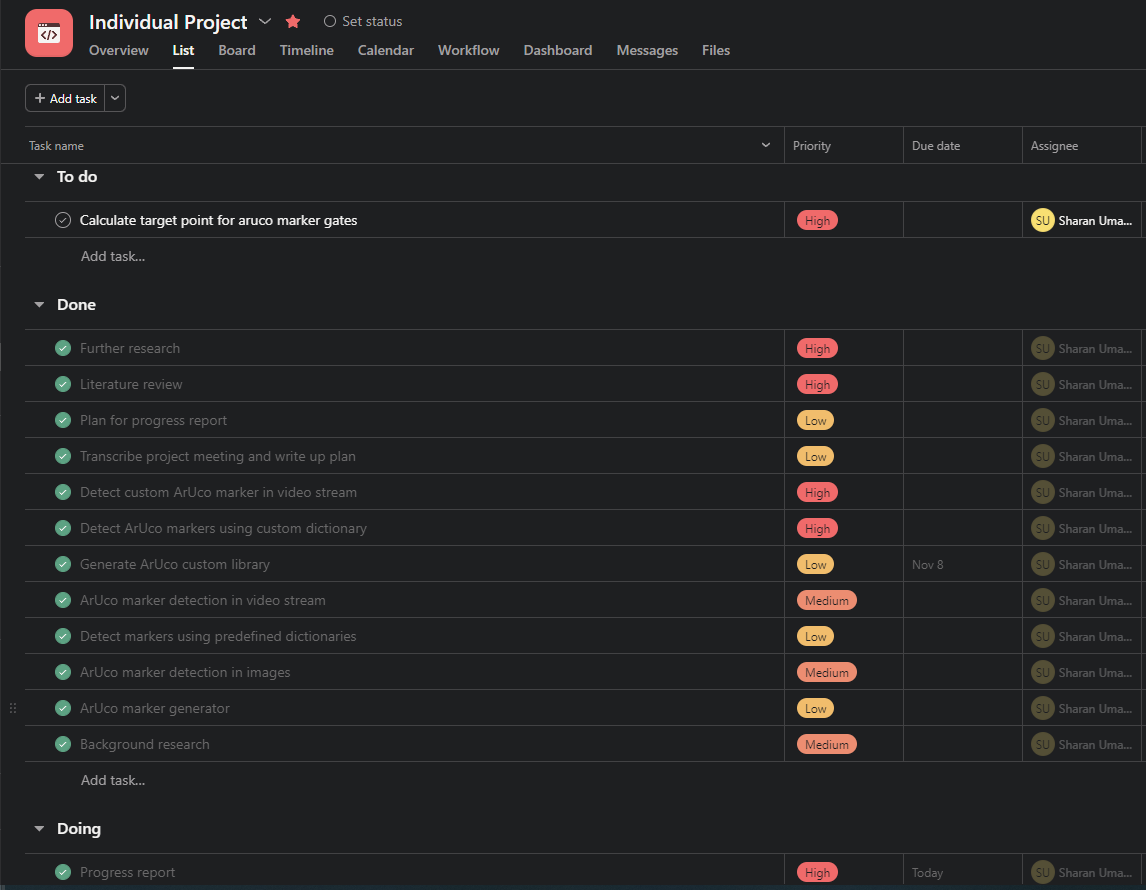 Individual Project Set status
Overview List Board Timeline Calendar Workflow Dashboard Messages Files
+ Add task
Task name Priority Due date Assignee
To do
Calculate target point for aruco marker gates High SU Sharan Uma...
Add task...
Done
Further research High SU Sharan Uma...
Literature review High SU Sharan Uma...
Plan for progress report Low SU Sharan Uma...
Transcribe project meeting and write up plan Low SU Sharan Uma...
Detect custom ArUco marker in video stream High SU Sharan Uma...
Detect ArUco markers using custom dictionary High SU Sharan Uma...
Generate ArUco custom library Low Nov 8 SU Sharan Uma...
ArUco marker detection in video stream Medium SU Sharan Uma...
Detect markers using predefined dictionaries Low SU Sharan Uma...
ArUco marker detection in images Medium SU Sharan Uma...
ArUco marker generator Low SU Sharan Uma...
Background research Medium SU Sharan Uma...
Add task...
Doing
Progress report High Today SU Sharan Uma...